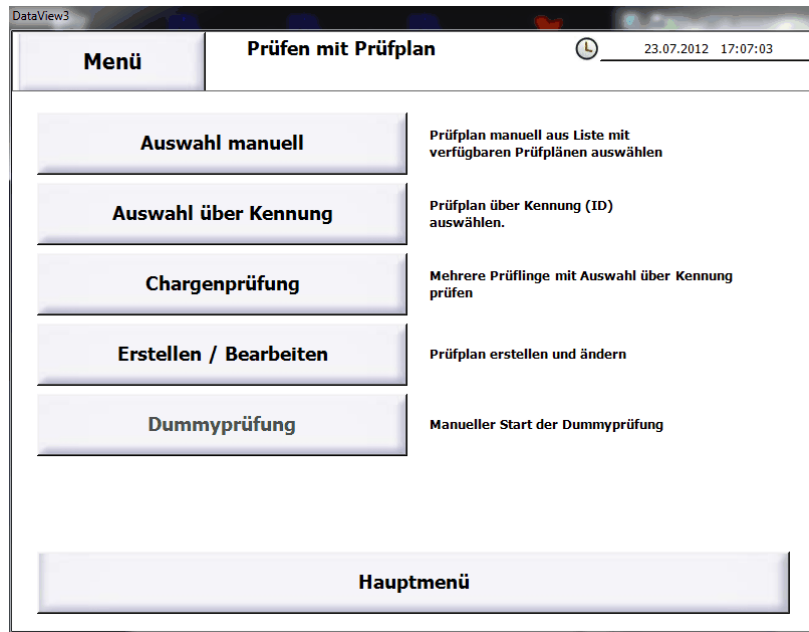 DataView3
Menü
Prüfen mit Prüfplan
23.07.2012 17:07:03
Auswahl manuell
Prüfplan manuell aus Liste mit
verfügbaren Prüfplänen auswählen
Auswahl über Kennung
Prüfplan über Kennung (ID)
auswählen.
Chargenprüfung
Mehrere Prüflinge mit Auswahl über Kennung
prüfen
Erstellen / Bearbeiten
Prüfplan erstellen und ändern
Dummyprüfung
Manueller Start der Dummyprüfung
Hauptmenü